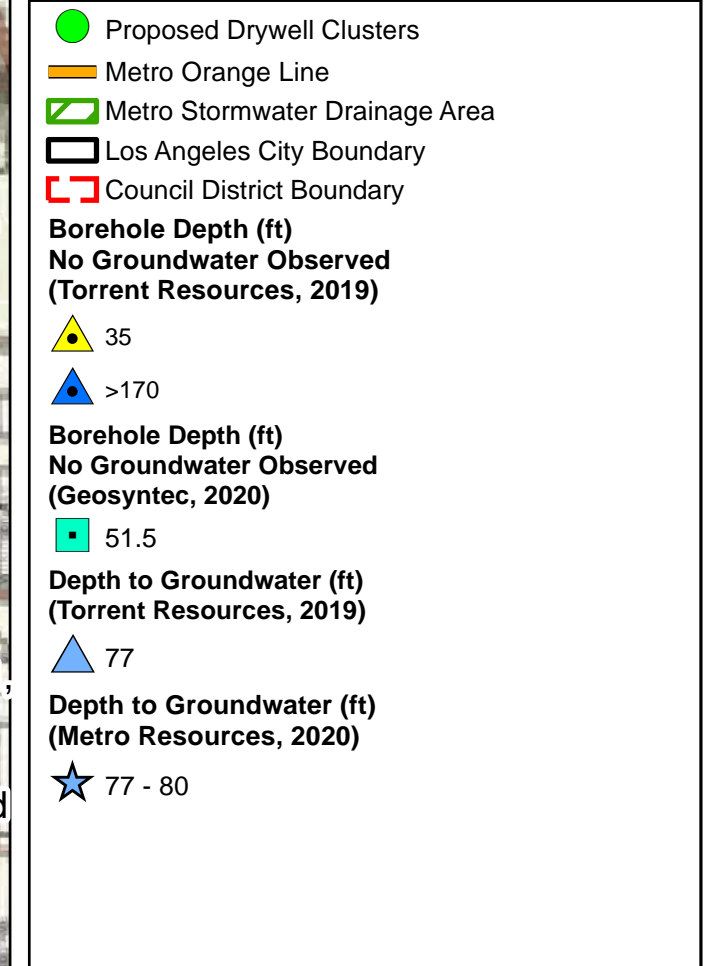 Proposed Drywell Clusters
Metro Orange Line
Metro Stormwater Drainage Area
Los Angeles City Boundary
Council District Boundary
Borehole Depth (ft)
No Groundwater Observed
(Torrent Resources, 2019)
35
>170
Borehole Depth (ft)
No Groundwater Observed
(Geosyntec, 2020)
51.5
Depth to Groundwater (ft)
(Torrent Resources, 2019)
77
Depth to Groundwater (ft)
(Metro Resources, 2020)
77 - 80